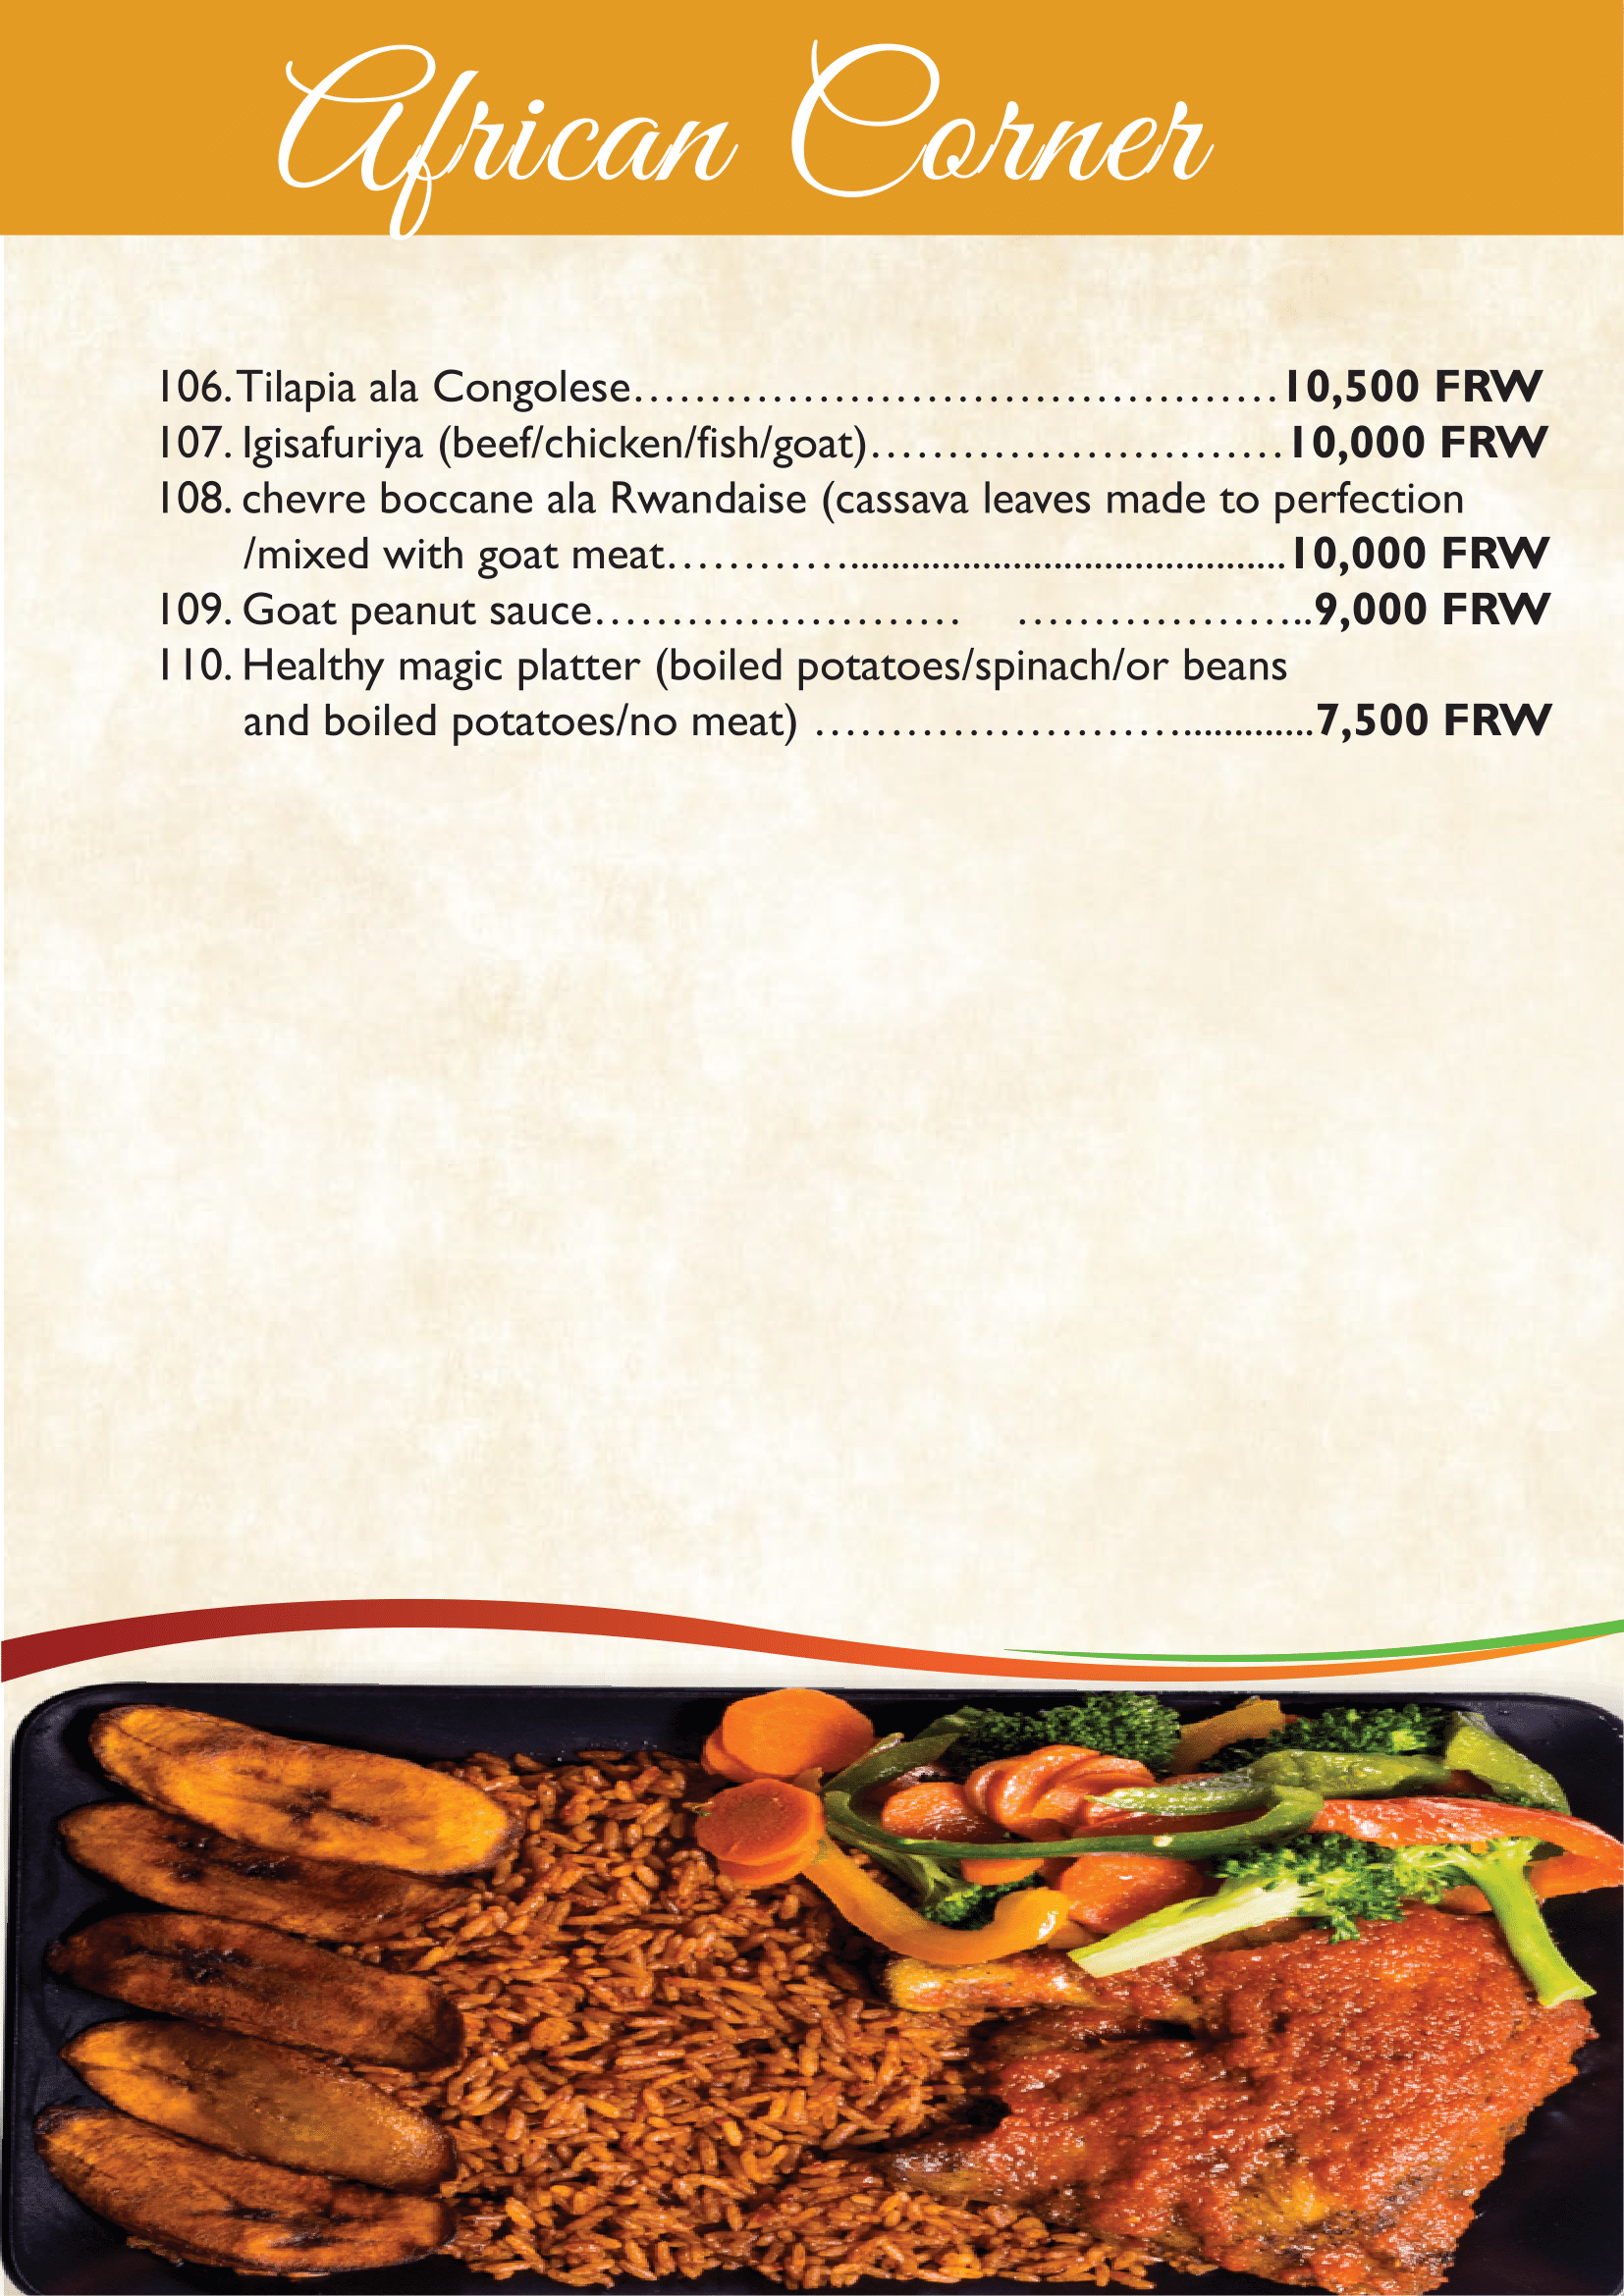 African Corner
106. Tilapia ala Congolese..........................................10,500 FRW
107. Igisafuriya (beef/chicken/fish/goat)...........................10,000 FRW
108. chevre boccane ala Rwandaise (cassava leaves made to perfection
/mixed with goat meat......................................................10,000 FRW
109. Goat peanut sauce........................ ....................9,000 FRW
110. Healthy magic platter (boiled potatoes/spinach/or beans
and boiled potatoes/no meat) .....................................7,500 FRW